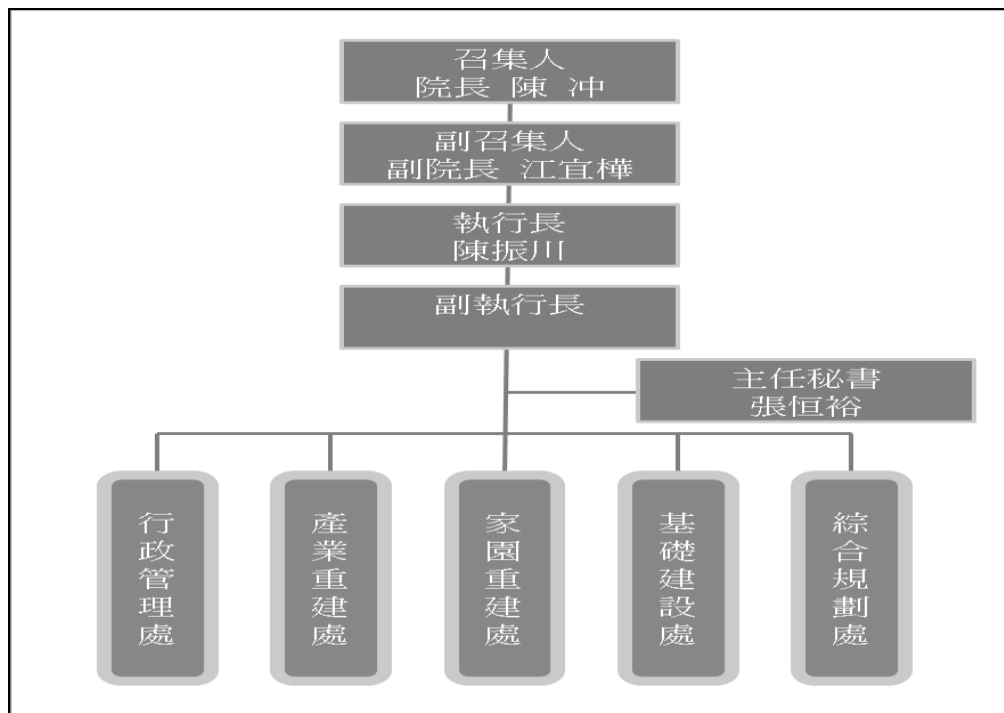 召集人
院長 陳 冲
副召集人
副院長 江宜樺
執行長
陳振川
副執行長
主任秘書
張恒裕
行政管理處
產業重建處
家園重建處
基礎建設處
綜合規劃處